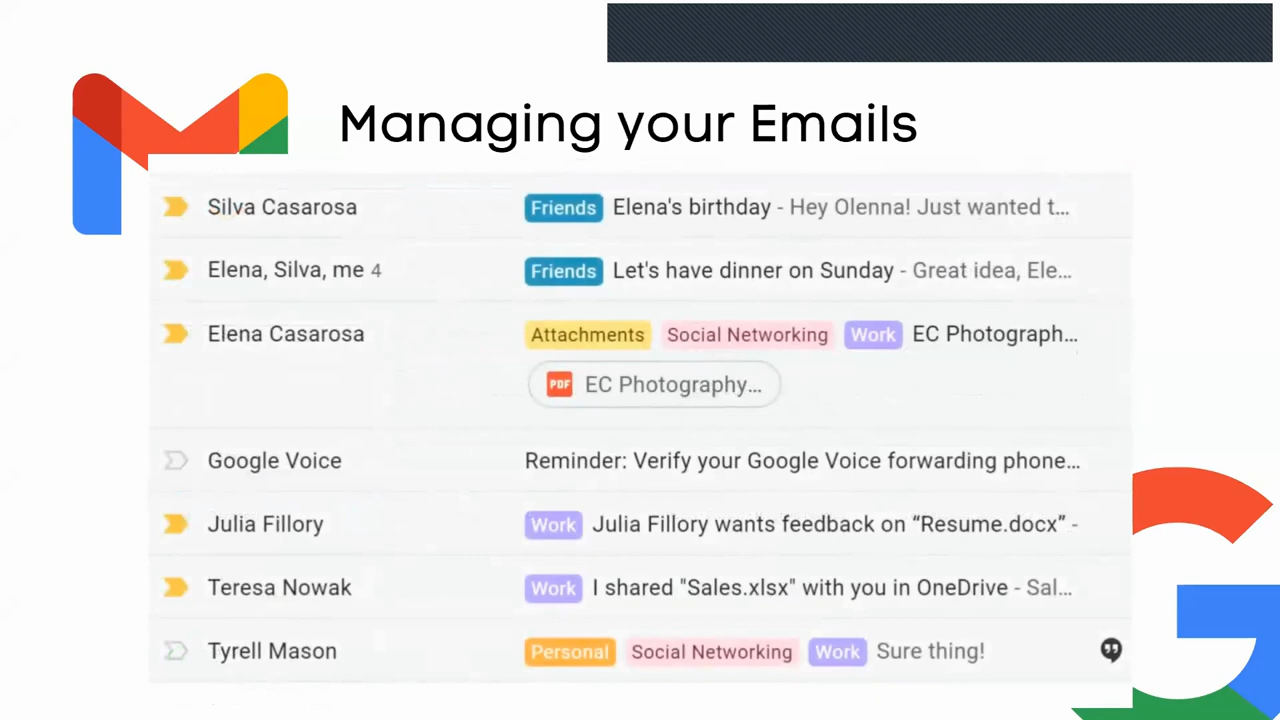 Managing your Emails
Silva Casarosa Friends Elena's birthday - Hey Olenna! Just wanted t...
Elena, Silva, me 4 Friends Let's have dinner on Sunday - Great idea, Ele...
Elena Casarosa Attachments Social Networking Work EC Photograph...
PDF EC Photography...
Google Voice Reminder: Verify your Google Voice forwarding phone...
Julia Fillory Work Julia Fillory wants feedback on “Resume.docx” -
Teresa Nowak Work I shared "Sales.xlsx" with you in OneDrive - Sal...
Tyrell Mason Personal Social Networking Work Sure thing!